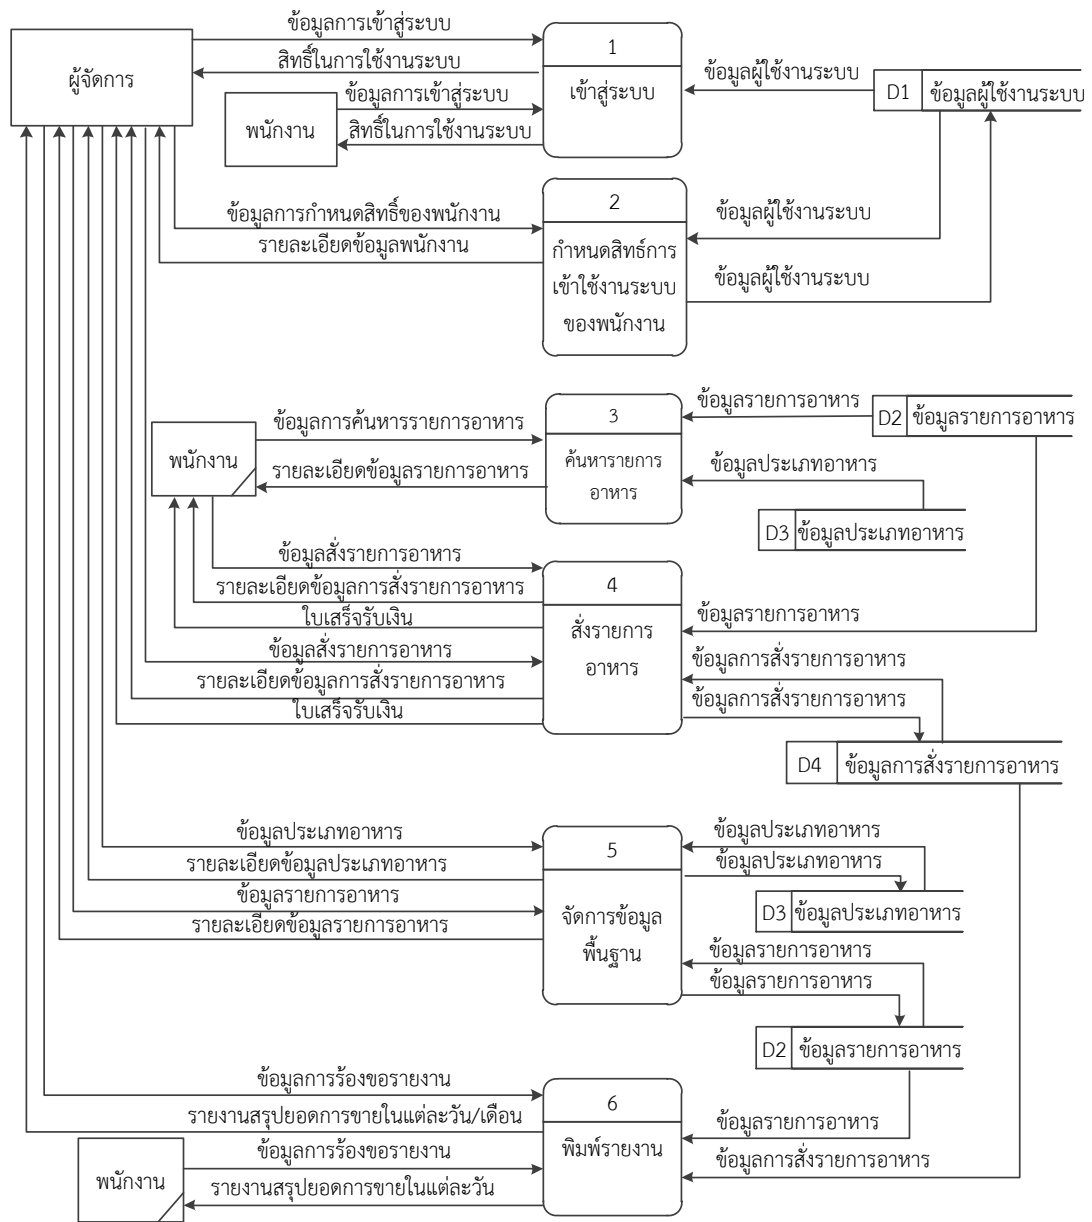 ข้อมูลการเข้าสู่ระบบ
ผู้จัดการ
สิทธิ์ในการใช้งานระบบ
1
เข้าสู่ระบบ
ข้อมูลผู้ใช้งานระบบ
D1 ข้อมูลผู้ใช้งานระบบ
ข้อมูลการเข้าสู่ระบบ
พนักงาน
สิทธิ์ในการใช้งานระบบ
2
กำหนดสิทธ์การ
เข้าใช้งานระบบ
ของพนักงาน
ข้อมูลการกำหนดสิทธิ์ของพนักงาน
รายละเอียดข้อมูลพนักงาน
ข้อมูลผู้ใช้งานระบบ
ข้อมูลผู้ใช้งานระบบ
3
ค้นหารายการ
อาหาร
ข้อมูลการค้นหารรายการอาหาร
พนักงาน
รายละเอียดข้อมูลรายการอาหาร
ข้อมูลรายการอาหาร
D2 ข้อมูลรายการอาหาร
ข้อมูลประเภทอาหาร
D3 ข้อมูลประเภทอาหาร
ข้อมูลสั่งรายการอาหาร
รายละเอียดข้อมูลการสั่งรายการอาหาร
ใบเสร็จรับเงิน
ข้อมูลสั่งรายการอาหาร
รายละเอียดข้อมูลการสั่งรายการอาหาร
ใบเสร็จรับเงิน
4
สั่งรายการ
อาหาร
ข้อมูลรายการอาหาร
ข้อมูลการสั่งรายการอาหาร
ข้อมูลการสั่งรายการอาหาร
D4 ข้อมูลการสั่งรายการอาหาร
ข้อมูลประเภทอาหาร
รายละเอียดข้อมูลประเภทอาหาร
ข้อมูลรายการอาหาร
รายละเอียดข้อมูลรายการอาหาร
5
จัดการข้อมูล
พื้นฐาน
ข้อมูลประเภทอาหาร
ข้อมูลประเภทอาหาร
D3 ข้อมูลประเภทอาหาร
ข้อมูลรายการอาหาร
ข้อมูลรายการอาหาร
D2 ข้อมูลรายการอาหาร
ข้อมูลการร้องขอรายงาน
รายงานสรุปยอดการขายในแต่ละวัน/เดือน
ข้อมูลการร้องขอรายงาน
พนักงาน
รายงานสรุปยอดการขายในแต่ละวัน
6
พิมพ์รายงาน
ข้อมูลรายการอาหาร
ข้อมูลการสั่งรายการอาหาร